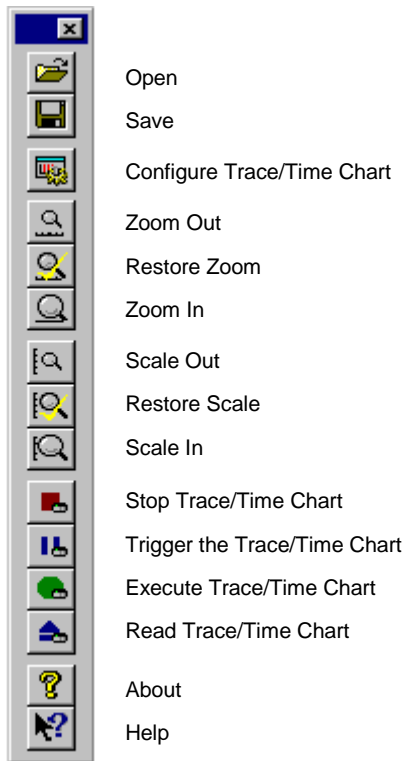 Open
Save
Configure Trace/Time Chart
Zoom Out
Restore Zoom
Zoom In
Scale Out
Restore Scale
Scale In
Stop Trace/Time Chart
Trigger the Trace/Time Chart
Execute Trace/Time Chart
Read Trace/Time Chart
About
Help